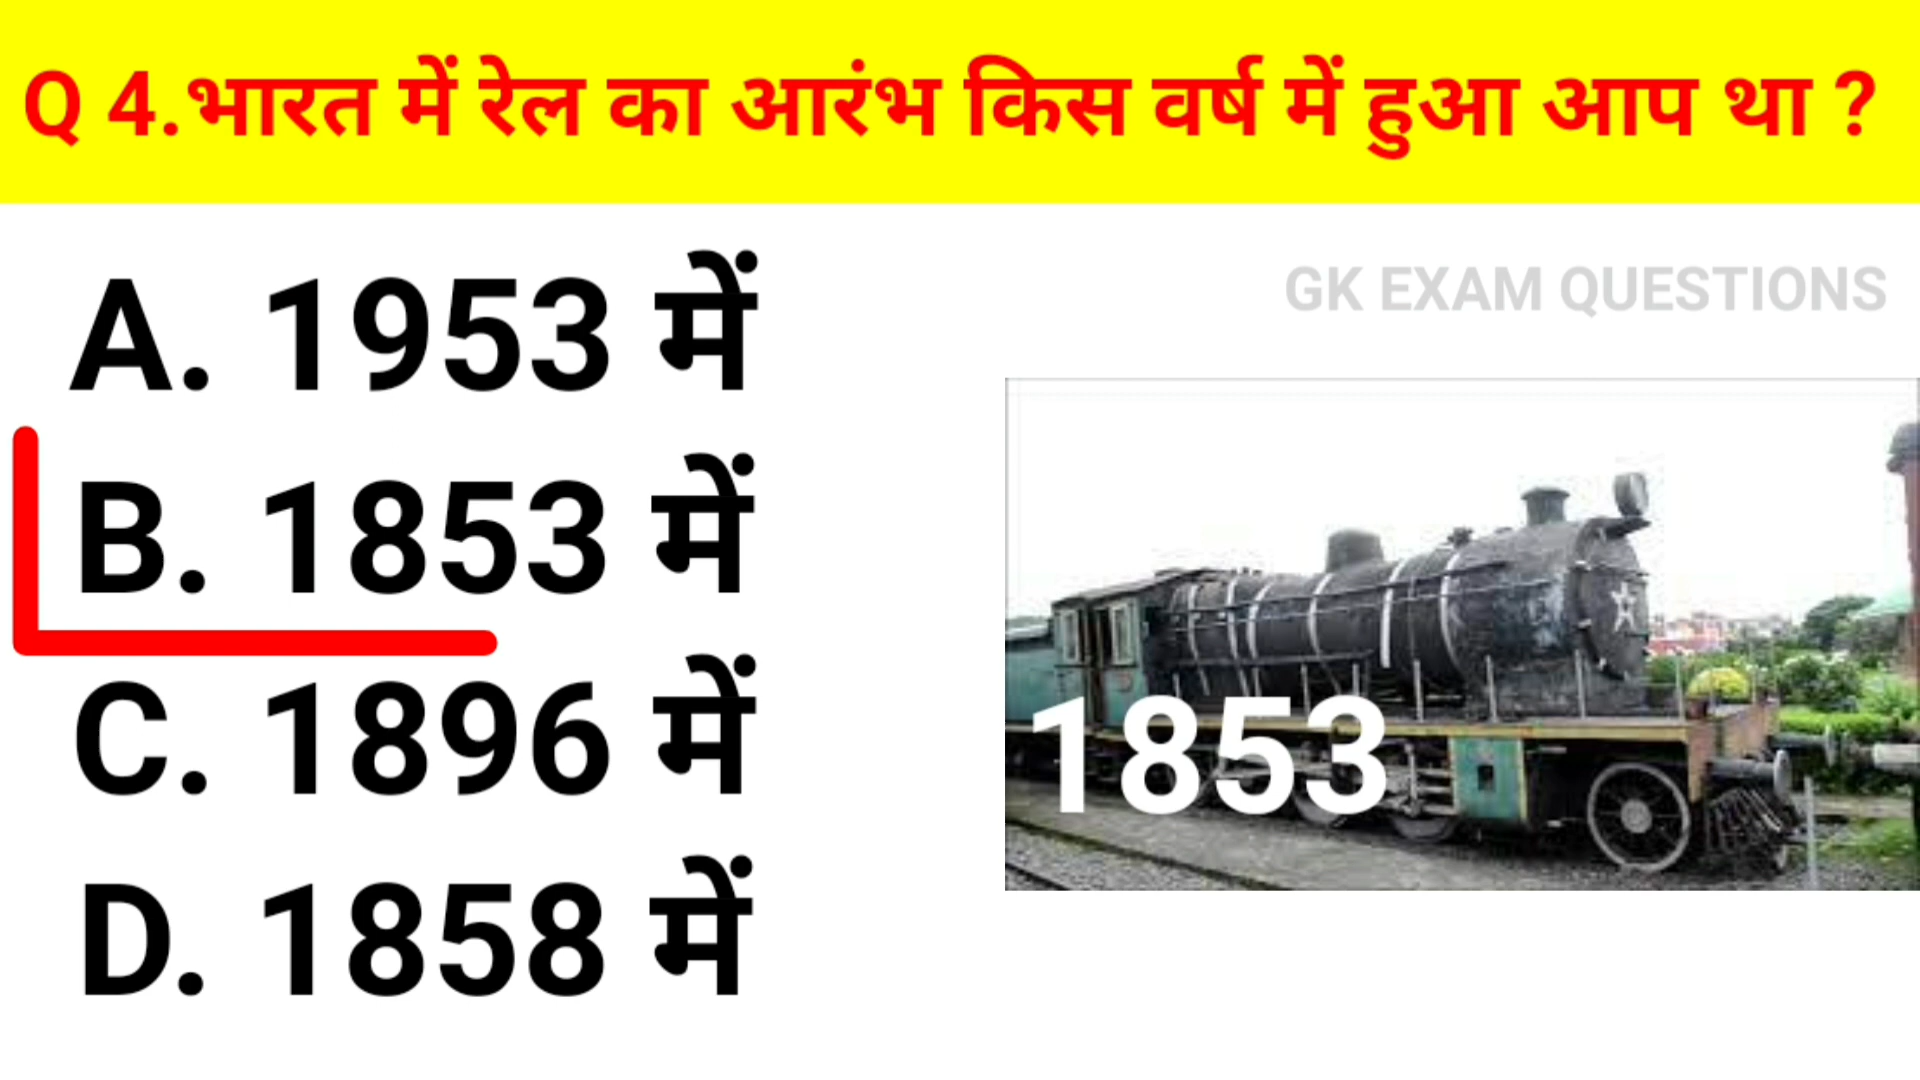 Q 4.भारत में रेल का आरंभ किस वर्ष में हुआ आप था ?
GK EXAM QUESTIONS
A. 1953 में
B. 1853 में
C. 1896 में
D. 1858 में
1853